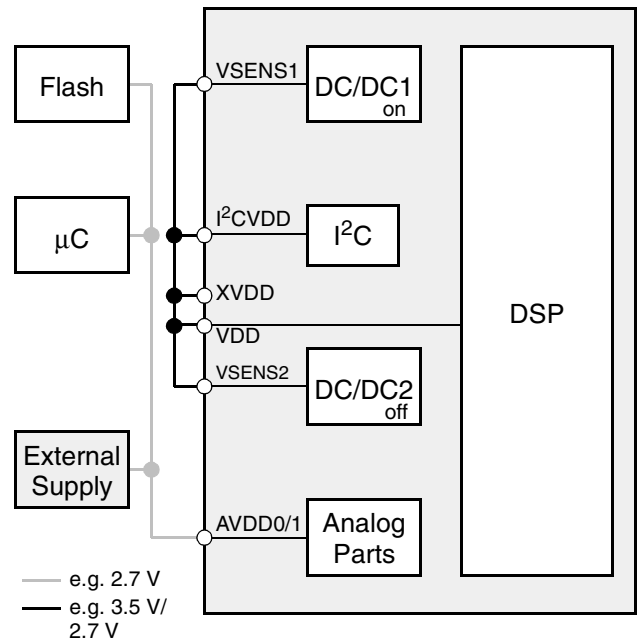 Flash
VSENS1
DC/DC1
on
µC
I²CVDD
I²C
XVDD
VDD
DSP
VSENS2
DC/DC2
off
External
Supply
AVDD0/1
Analog
Parts
e.g. 2.7 V
e.g. 3.5 V/
2.7 V